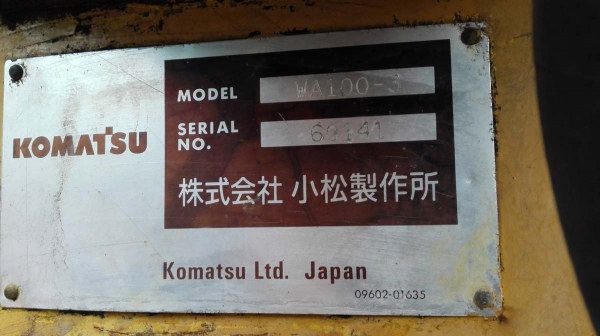 KOMATSU
MODEL WA100-3
SERIAL
NO.
株式会社 小松製作所
Komatsu Ltd. Japan
09602-01635